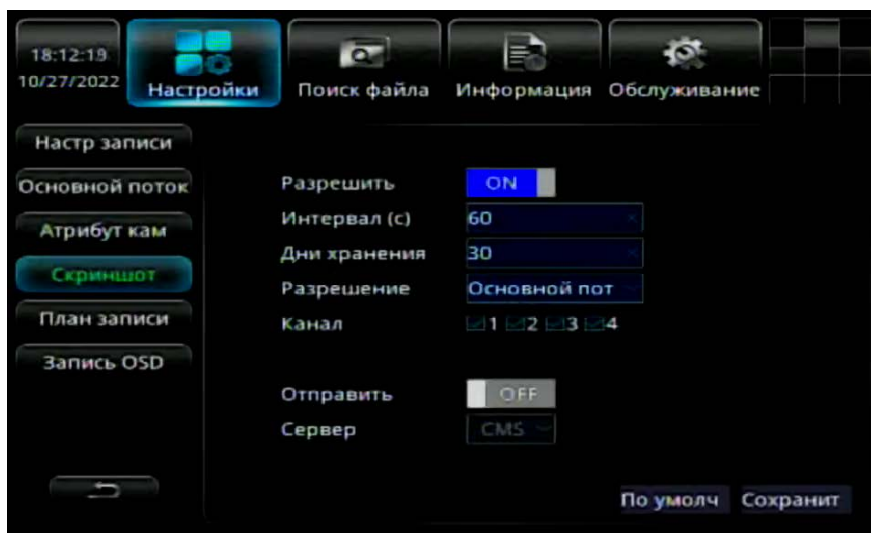 18:12:19
10/27/2022
Настройки
Поиск файла
Информация
Обслуживание
Настр записи
Основной поток
Атрибут кам
Скриншот
План записи
Запись OSD
Разрешить ON
Интервал (с) 60
Дни хранения 30
Разрешение Основной пот
Канал 1 2 3 4
Отправить OFF
Сервер CMS
По умолч Сохранит